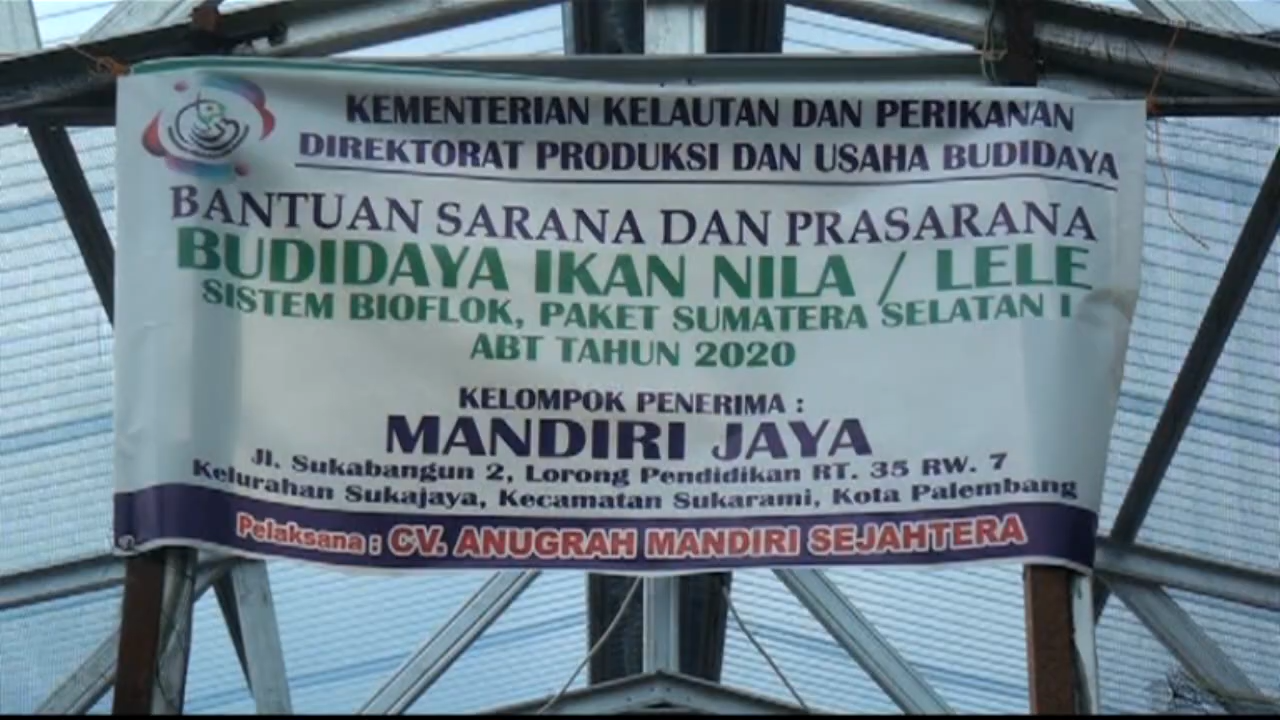 KEMENTERIAN KELAUTAN DAN PERIKANAN
DIREKTORAT PRODUKSI DAN USAHA BUDIDAYA
BANTUAN SARANA DAN PRASARANA
BUDIDAYA IKAN NILA / LELE
SISTEM BIOFLOK, PAKET SUMATERA SELATAN I
ABT TAHUN 2020
KELOMPOK PENERIMA :
MANDIRI JAYA
Jl. Sukabangun 2, Lorong Pendidikan RT. 35 RW. 7
Kelurahan Sukajaya, Kecamatan Sukarami, Kota Palembang
Pelaksana : CV. ANUGRAH MANDIRI SEJAHTERA